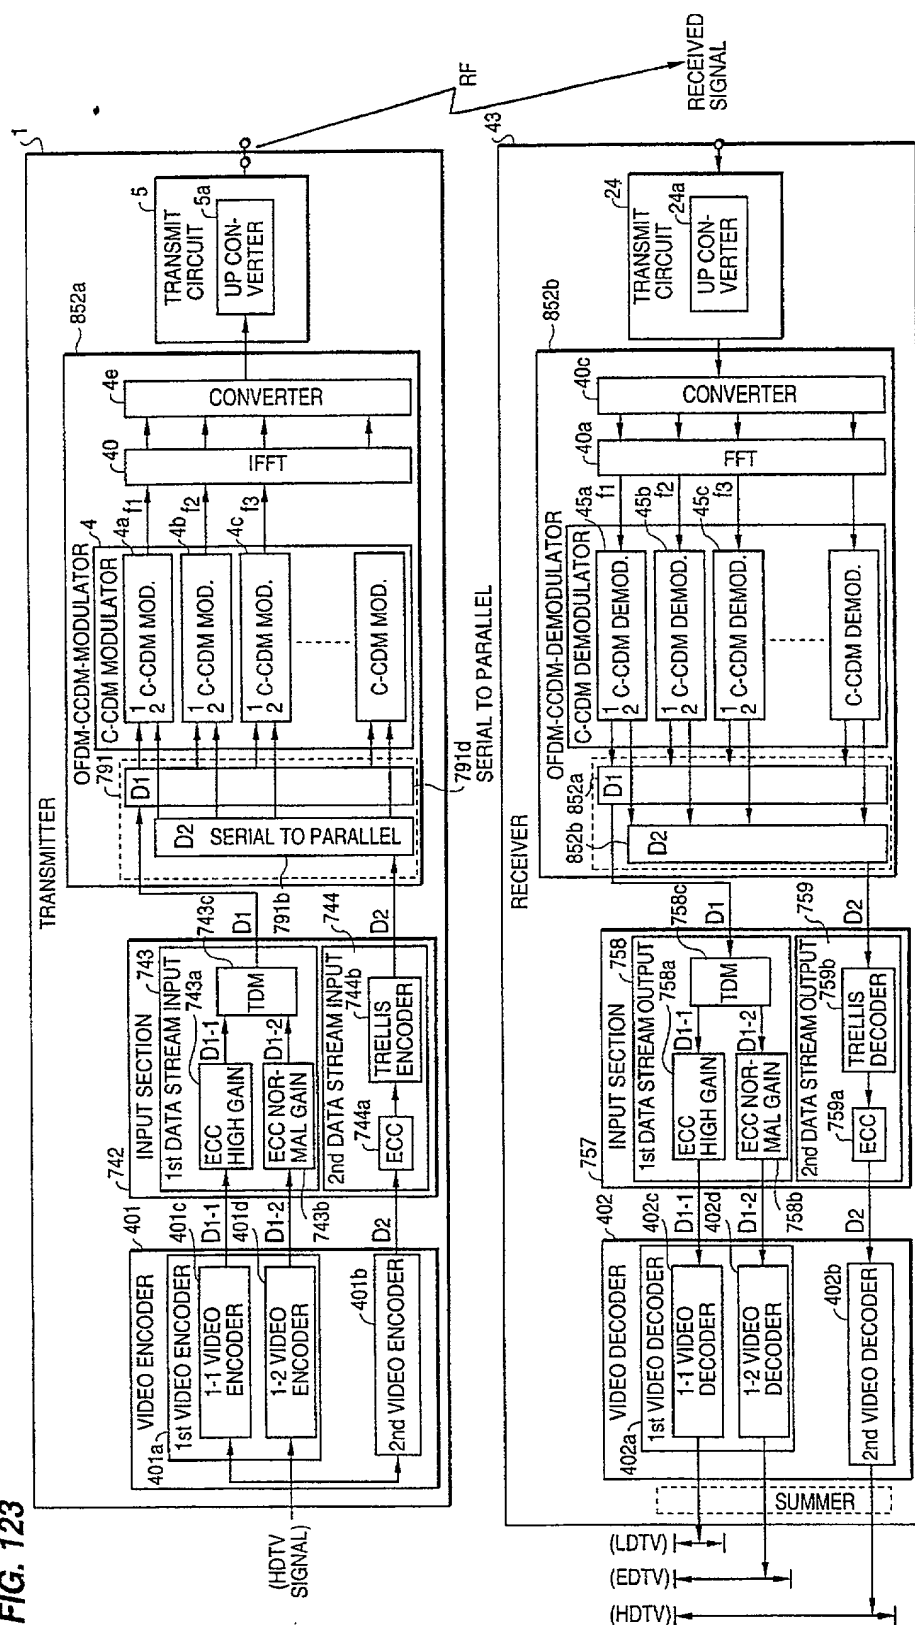 FIG. 123
TRANSMITTER
1
(HDTV
SIGNAL)
VIDEO ENCODER
401
401a
1st VIDEO ENCODER
401c
1-1 VIDEO
ENCODER
401d
1-2 VIDEO
ENCODER
401b
2nd VIDEO ENCODER
D1-1
D1-2
D2
742
INPUT SECTION
743
1st DATA STREAM INPUT
743a
ECC
HIGH GAIN
ECC NOR-
MAL GAIN
743b
D1-1
D1-2
743c
TDM
D1
2nd DATA STREAM INPUT
744
744a
ECC
744b
TRELLIS
ENCODER
D2
852a
OFDM-CCDM-MODULATOR
791
D1
D2
SERIAL TO PARALLEL
791b
791d
SERIAL TO PARALLEL
C-CDM MODULATOR
4
4a
1
2 C-CDM MOD.
4b
1
2 C-CDM MOD.
4c
1
2 C-CDM MOD.
C-CDM MOD.
f1
f2
f3
40
IFFT
4e
CONVERTER
5
TRANSMIT
CIRCUIT
5a
UP CON-
VERTER
RF
RECEIVED
SIGNAL
RECEIVER
43
(LDTV)
(EDTV)
(HDTV)
SUMMER
VIDEO DECODER
402
402a
1st VIDEO DECODER
402c
1-1 VIDEO
DECODER
402d
1-2 VIDEO
DECODER
402b
2nd VIDEO DECODER
D1-1
D1-2
D2
757
INPUT SECTION
758
1st DATA STREAM OUTPUT
758a
ECC
HIGH GAIN
ECC NOR-
MAL GAIN
758b
D1-1
D1-2
758c
TDM
D1
2nd DATA STREAM OUTPUT
759
759a
ECC
759b
TRELLIS
DECODER
D2
852b
OFDM-CCDM-DEMODULATOR
852b
852a
D1
D2
C-CDM DEMODULATOR
45a
1
2 C-CDM DEMOD.
45b
1
2 C-CDM DEMOD.
45c
1
2 C-CDM DEMOD.
C-CDM DEMOD.
f1
f2
f3
40a
FFT
40c
CONVERTER
24
TRANSMIT
CIRCUIT
24a
UP CON-
VERTER